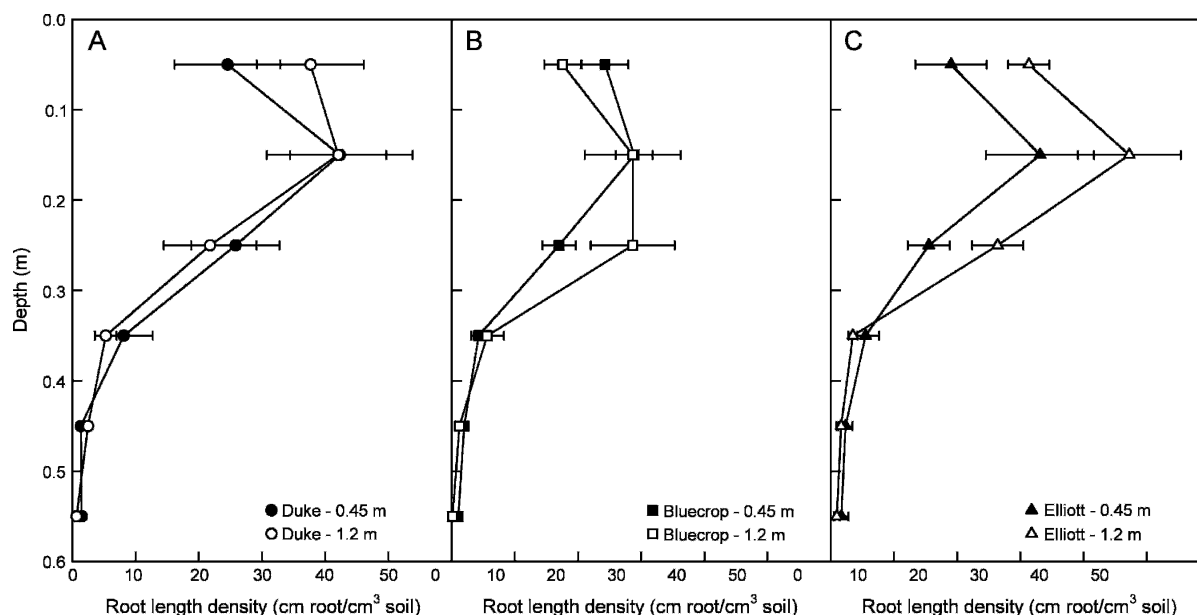 A
B
C
0.0
0.1
0.2
0.3
0.4
0.5
0.6
Depth (m)
Duke - 0.45 m
Duke - 1.2 m
Bluecrop - 0.45 m
Bluecrop - 1.2 m
Elliott - 0.45 m
Elliott - 1.2 m
0 10 20 30 40 0 10 20 30 40 0 10 20 30 40 50
Root length density (cm root/cm³ soil) Root length density (cm root/cm³ soil) Root length density (cm root/cm³ soil)